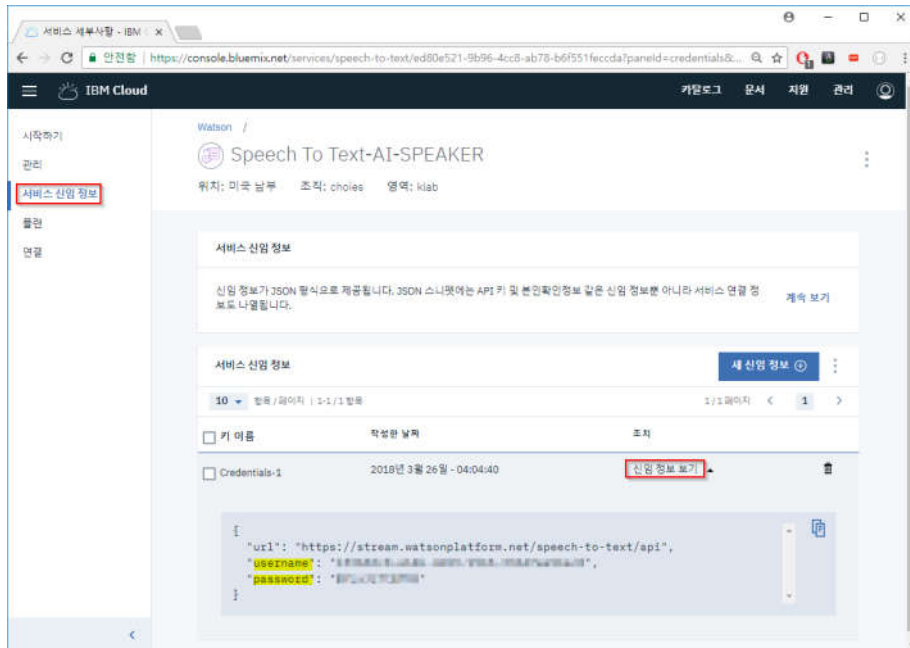 서비스 세부사항 - IBM
안전함 | https://console.bluemix.net/services/speech-to-text/ed80e521-9b96-4cc8-ab78-b6f551feccda?paneId=credentials&...
IBM Cloud 카탈로그 문서 지원 관리
시작하기
관리
서비스 신임 정보
플랜
연결
Watson /
Speech To Text-AI-SPEAKER
위치: 미국 남부 조직: choies 영역: klab
서비스 신임 정보
신임 정보가 JSON 형식으로 제공됩니다. JSON 스니펫에는 API 키 및 본인확인정보 같은 신임 정보뿐 아니라 서비스 연결 정
보도 나열됩니다.
계속 보기
서비스 신임 정보 새 신임 정보
10 항목/페이지 | 1-1/1 항목 1/1 페이지 < 1 >
키 이름 작성한 날짜 조치
Credentials-1 2018년 3월 26일 - 04:04:40 신임 정보 보기
{
"url": "https://stream.watsonplatform.net/speech-to-text/api",
"username": "
"password": "
}